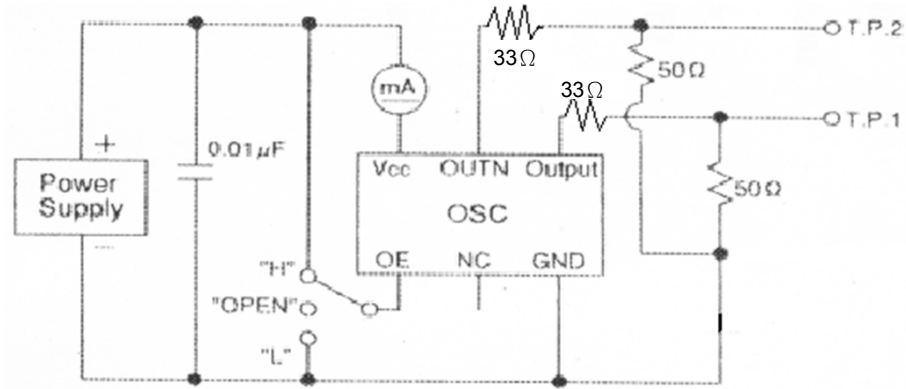 33Ω
T.P.2
50Ω
mA
33Ω
T.P.1
+
0.01μF
Power
Supply
Vcc OUTN Output
50Ω
OSC
OE NC GND
"H"
"OPEN"
"L"